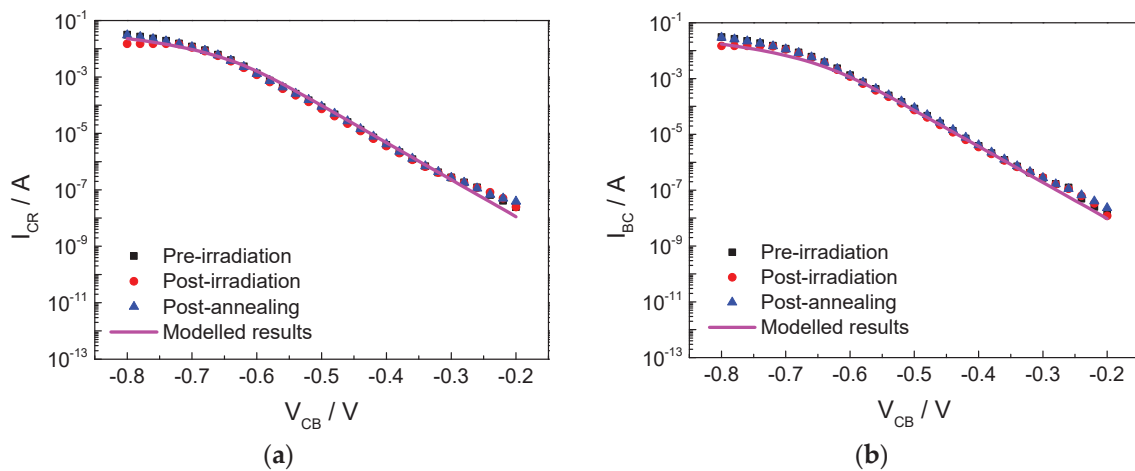 10⁻¹
10⁻³
10⁻⁵
10⁻⁷
10⁻⁹
10⁻¹¹
10⁻¹³
I_CR / A
Pre-irradiation
Post-irradiation
Post-annealing
Modelled results
-0.8 -0.7 -0.6 -0.5 -0.4 -0.3 -0.2
V_CB / V
(a)
10⁻¹
10⁻³
10⁻⁵
10⁻⁷
10⁻⁹
10⁻¹¹
10⁻¹³
I_BC / A
Pre-irradiation
Post-irradiation
Post-annealing
Modelled results
-0.8 -0.7 -0.6 -0.5 -0.4 -0.3 -0.2
V_CB / V
(b)